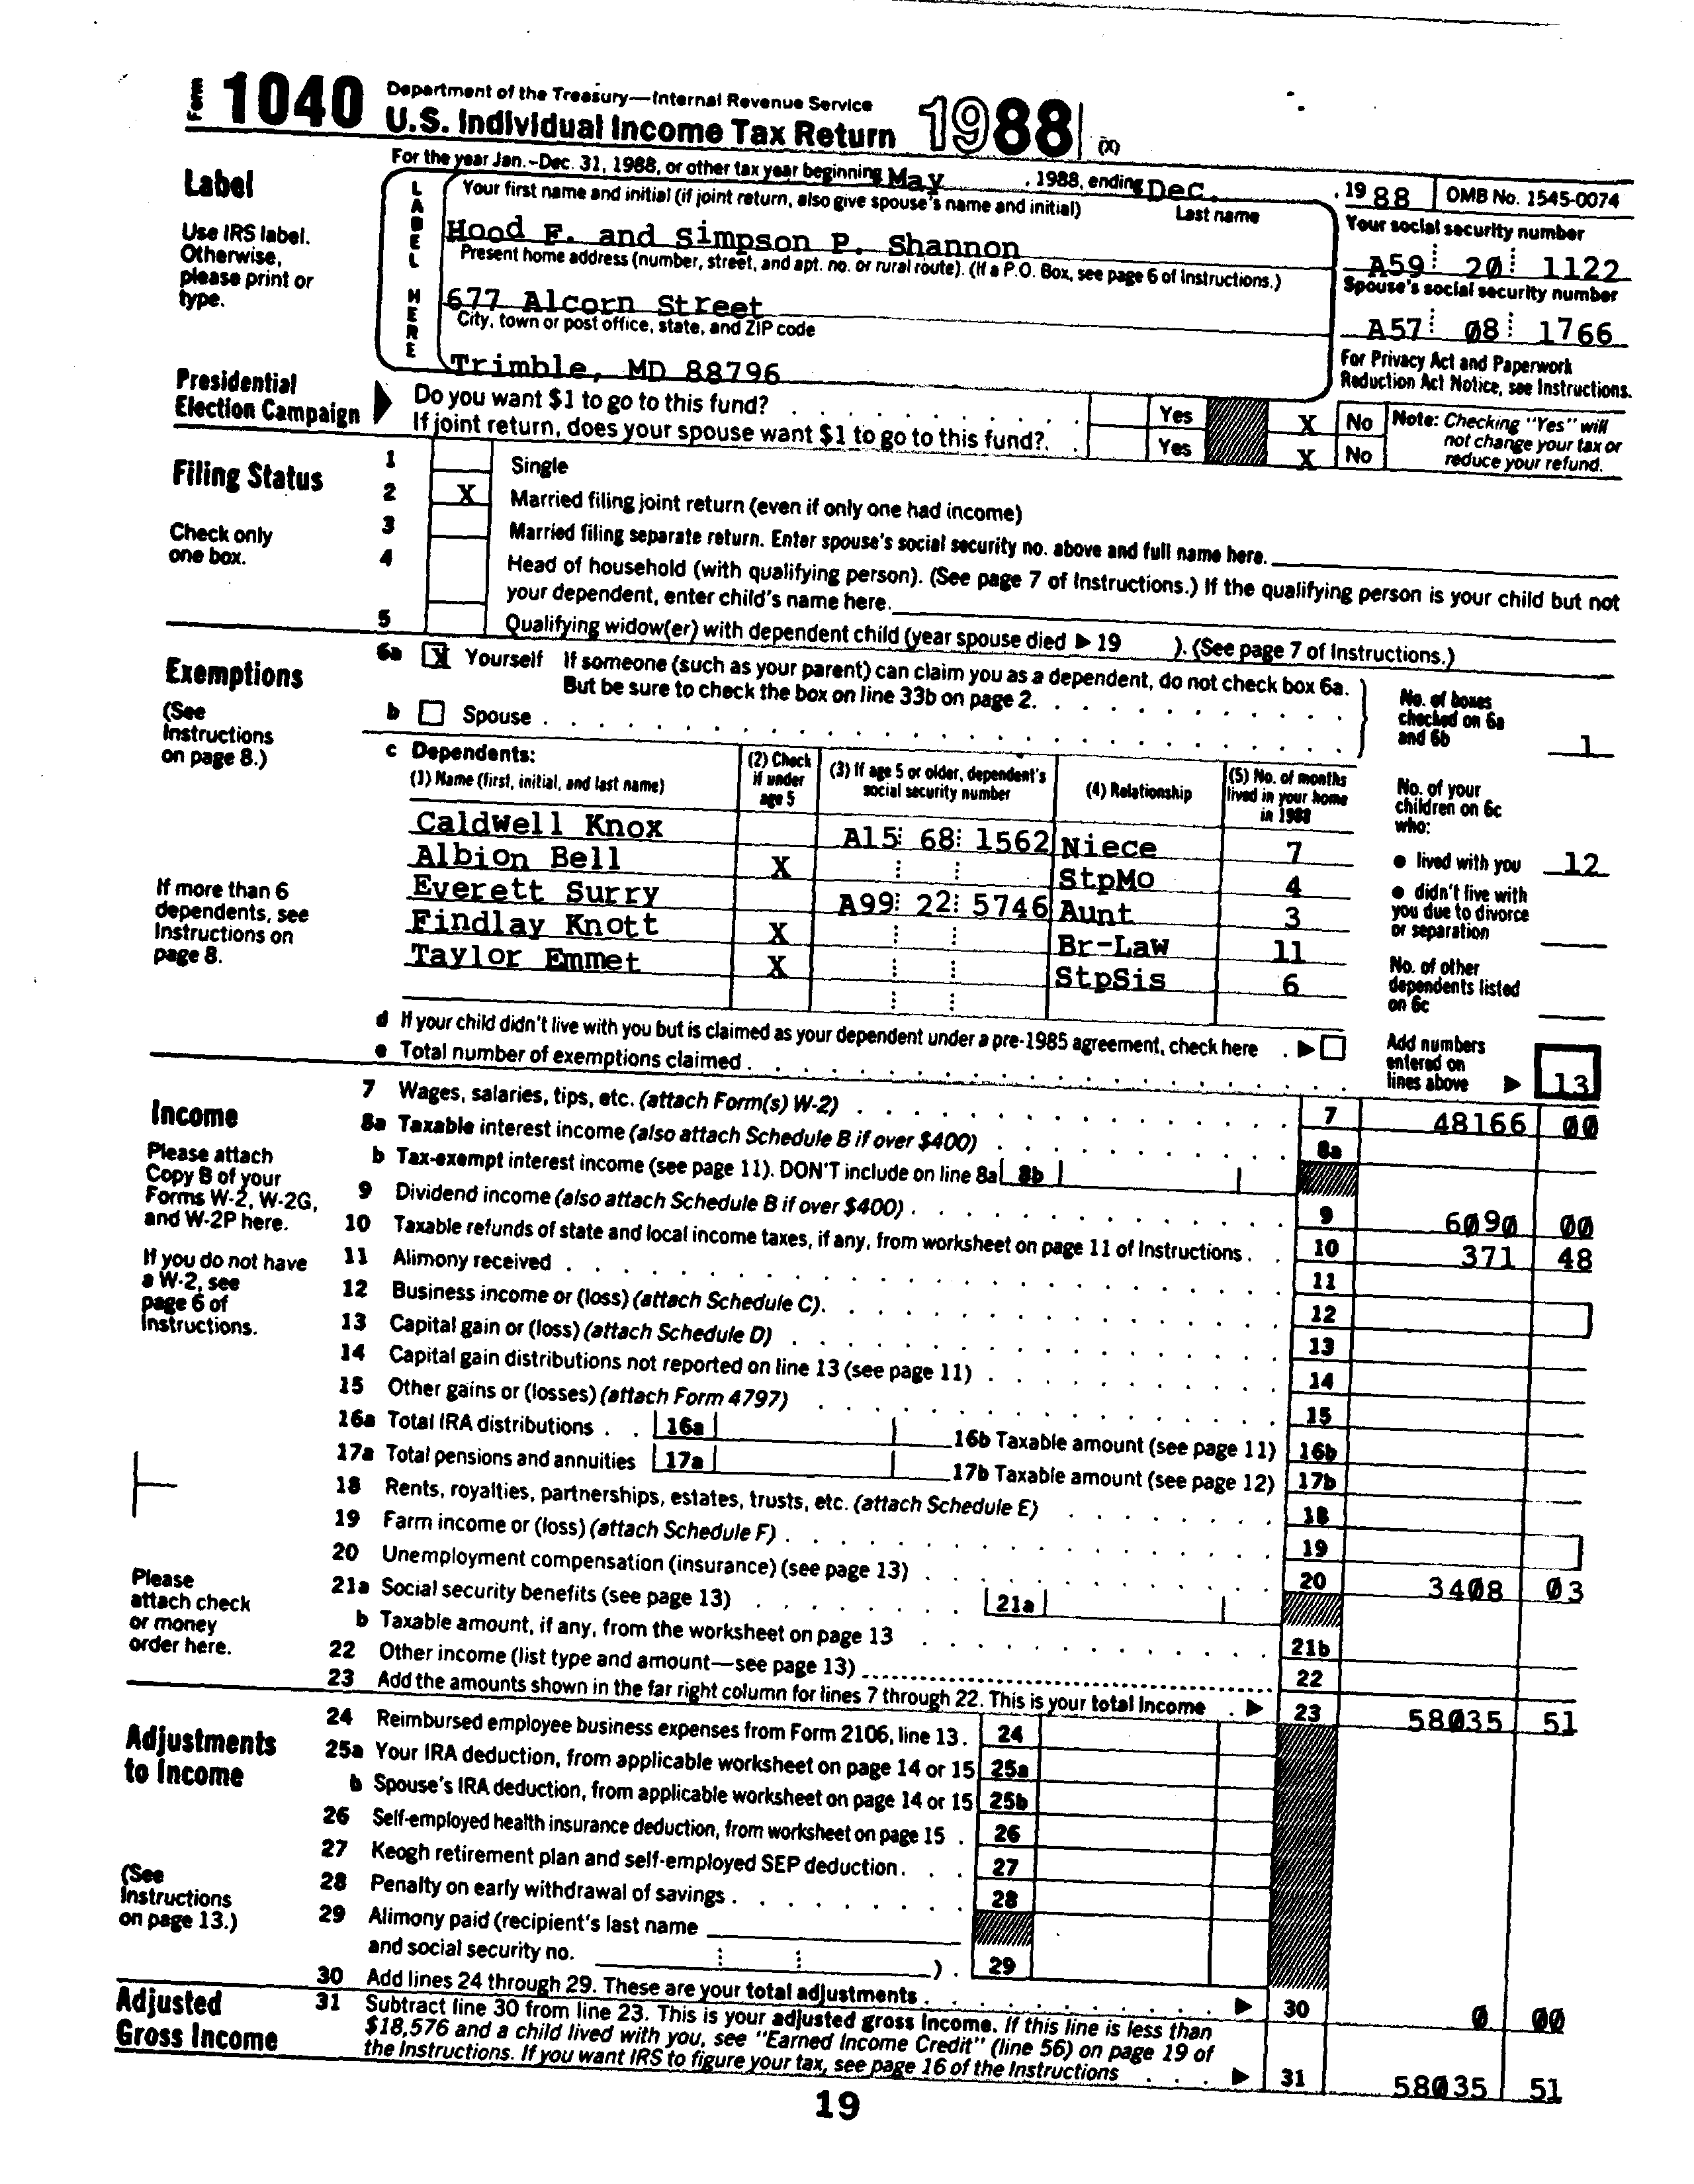 Form 1040 Department of the Treasury—Internal Revenue Service
U.S. Individual Income Tax Return 1988 (X)
For the year Jan.-Dec. 31, 1988, or other tax year beginning May , 1988, ending Dec. , 19 88 OMB No. 1545-0074
Label
Use IRS label.
Otherwise,
please print or
type.
LABEL HERE
Your first name and initial (if joint return, also give spouse's name and initial) Last name
Hood F. and Simpson P. Shannon
Present home address (number, street, and apt. no. or rural route). (If a P.O. Box, see page 6 of Instructions.)
677 Alcorn Street
City, town or post office, state, and ZIP code
Trimble, MD 88796
Your social security number
A59 20 1122
Spouse's social security number
A57 08 1766
For Privacy Act and Paperwork
Reduction Act Notice, see Instructions.
Presidential
Election Campaign
Do you want $1 to go to this fund? Yes X No
If joint return, does your spouse want $1 to go to this fund?. Yes X No
Note: Checking "Yes" will
not change your tax or
reduce your refund.
Filing Status
Check only
one box.
1 Single
2 X Married filing joint return (even if only one had income)
3 Married filing separate return. Enter spouse's social security no. above and full name here.
4 Head of household (with qualifying person). (See page 7 of Instructions.) If the qualifying person is your child but not
your dependent, enter child's name here.
5 Qualifying widow(er) with dependent child (year spouse died ▶ 19 ). (See page 7 of Instructions.)
Exemptions
(See
Instructions
on page 8.)
6a X Yourself If someone (such as your parent) can claim you as a dependent, do not check box 6a.
But be sure to check the box on line 33b on page 2.
b Spouse
No. of boxes
checked on 6a
and 6b 1
c Dependents:
(1) Name (first, initial, and last name)
(2) Check
if under
age 5
(3) If age 5 or older, dependent's
social security number
(4) Relationship
(5) No. of months
lived in your home
in 1988
Caldwell Knox A15 68 1562 Niece 7
Albion Bell X StpMo 4
Everett Surry A99 22 5746 Aunt 3
Findlay Knott X Br-Law 11
Taylor Emmet X StpSis 6
If more than 6
dependents, see
Instructions on
page 8.
No. of your
children on 6c
who:
● lived with you 12
● didn't live with
you due to divorce
or separation
No. of other
dependents listed
on 6c
d If your child didn't live with you but is claimed as your dependent under a pre-1985 agreement, check here . ▶
e Total number of exemptions claimed
Add numbers
entered on
lines above ▶ 13
Income
Please attach
Copy B of your
Forms W-2, W-2G,
and W-2P here.
If you do not have
a W-2, see
page 6 of
Instructions.
Please
attach check
or money
order here.
7 Wages, salaries, tips, etc. (attach Form(s) W-2) 7 48166 00
8a Taxable interest income (also attach Schedule B if over $400) 8a
b Tax-exempt interest income (see page 11). DON'T include on line 8a 8b
9 Dividend income (also attach Schedule B if over $400) 9 6090 00
10 Taxable refunds of state and local income taxes, if any, from worksheet on page 11 of Instructions. 10 371 48
11 Alimony received 11
12 Business income or (loss) (attach Schedule C). 12
13 Capital gain or (loss) (attach Schedule D) 13
14 Capital gain distributions not reported on line 13 (see page 11) 14
15 Other gains or (losses) (attach Form 4797) 15
16a Total IRA distributions 16a 16b Taxable amount (see page 11) 16b
17a Total pensions and annuities 17a 17b Taxable amount (see page 12) 17b
18 Rents, royalties, partnerships, estates, trusts, etc. (attach Schedule E) 18
19 Farm income or (loss) (attach Schedule F) 19
20 Unemployment compensation (insurance) (see page 13) 20 3408 03
21a Social security benefits (see page 13) 21a
b Taxable amount, if any, from the worksheet on page 13 21b
22 Other income (list type and amount—see page 13) 22
23 Add the amounts shown in the far right column for lines 7 through 22. This is your total income ▶ 23 58035 51
Adjustments
to Income
(See
Instructions
on page 13.)
24 Reimbursed employee business expenses from Form 2106, line 13. 24
25a Your IRA deduction, from applicable worksheet on page 14 or 15 25a
b Spouse's IRA deduction, from applicable worksheet on page 14 or 15 25b
26 Self-employed health insurance deduction, from worksheet on page 15 26
27 Keogh retirement plan and self-employed SEP deduction. 27
28 Penalty on early withdrawal of savings 28
29 Alimony paid (recipient's last name
and social security no. ). 29
30 Add lines 24 through 29. These are your total adjustments ▶ 30 0 00
Adjusted
Gross Income
31 Subtract line 30 from line 23. This is your adjusted gross income. If this line is less than
$18,576 and a child lived with you, see "Earned Income Credit" (line 56) on page 19 of
the Instructions. If you want IRS to figure your tax, see page 16 of the Instructions ▶ 31 58035 51
19